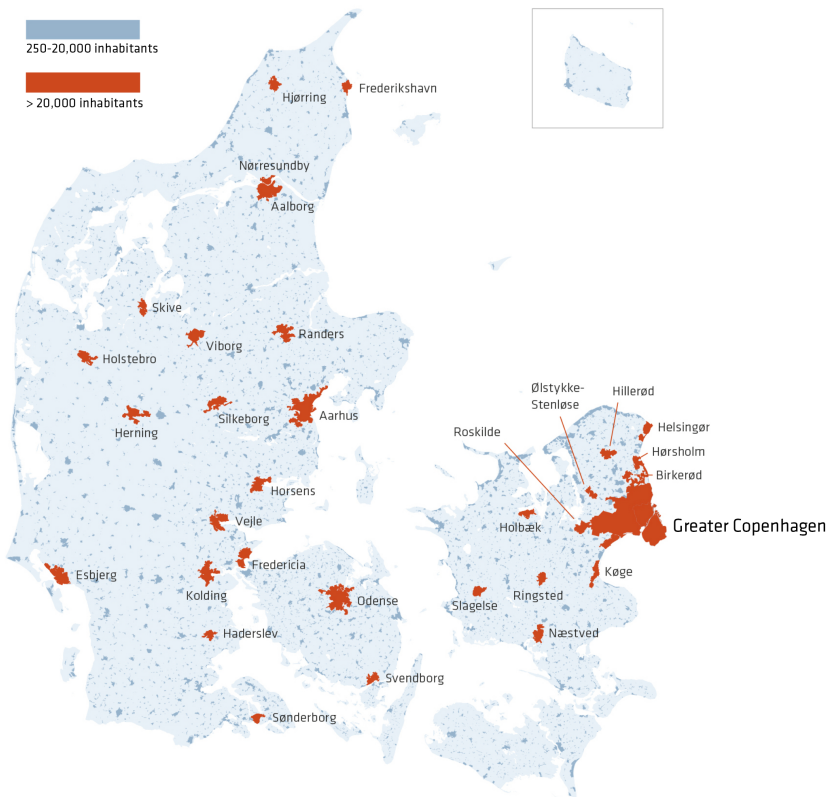 250-20,000 inhabitants
> 20,000 inhabitants
Hjørring
Frederikshavn
Nørresundby
Aalborg
Skive
Viborg
Randers
Holstebro
Silkeborg
Aarhus
Herning
Ølstykke-
Stenløse
Hillerød
Roskilde
Helsingør
Hørsholm
Birkerød
Horsens
Vejle
Holbæk
Greater Copenhagen
Fredericia
Esbjerg
Kolding
Odense
Køge
Slagelse
Ringsted
Haderslev
Næstved
Svendborg
Sønderborg